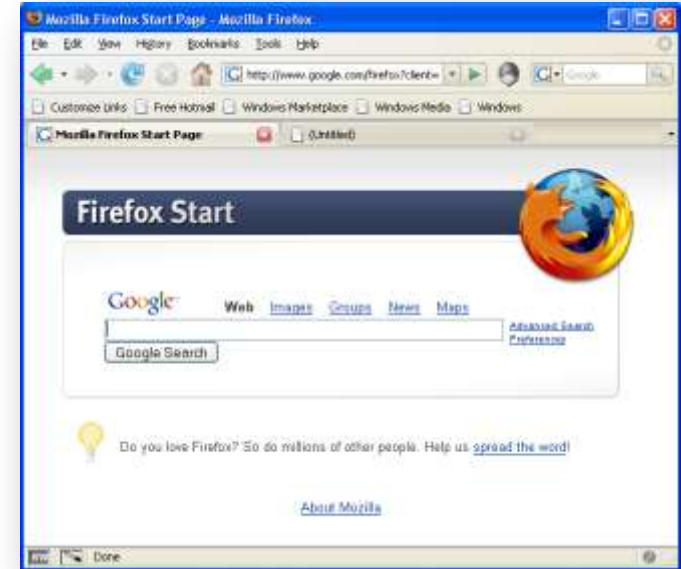 Mozilla Firefox Start Page - Mozilla Firefox
File Edit View History Bookmarks Tools Help
G http://www.google.com/firefox?client= G Google
Customize Links Free Hotmail Windows Marketplace Windows Media Windows
Mozilla Firefox Start Page (Untitled)
Firefox Start
Google Web Images Groups News Maps
Advanced Search
Preferences
Google Search
Do you love Firefox? So do millions of other people. Help us spread the word!
About Mozilla
Done